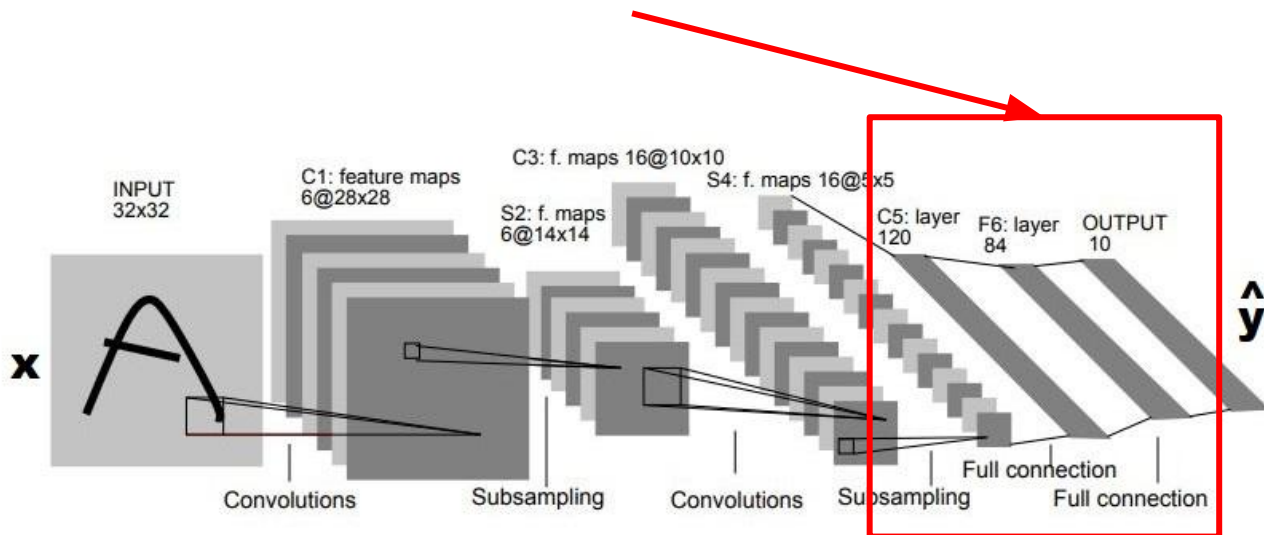 INPUT
32x32
C1: feature maps
6@28x28
S2: f. maps
6@14x14
C3: f. maps 16@10x10
S4: f. maps 16@5x5
C5: layer
120
F6: layer
84
OUTPUT
10
x
ŷ
Convolutions
Subsampling
Convolutions
Subsampling
Full connection
Full connection